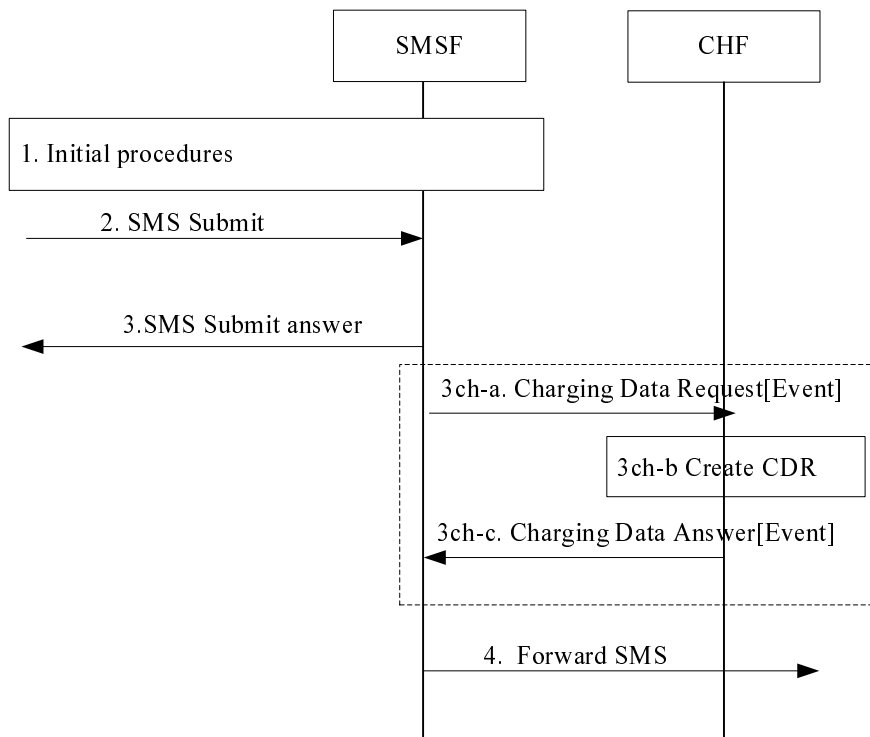 SMSF
CHF
1. Initial procedures
2. SMS Submit
3.SMS Submit answer
3ch-a. Charging Data Request[Event]
3ch-b Create CDR
3ch-c. Charging Data Answer[Event]
4. Forward SMS